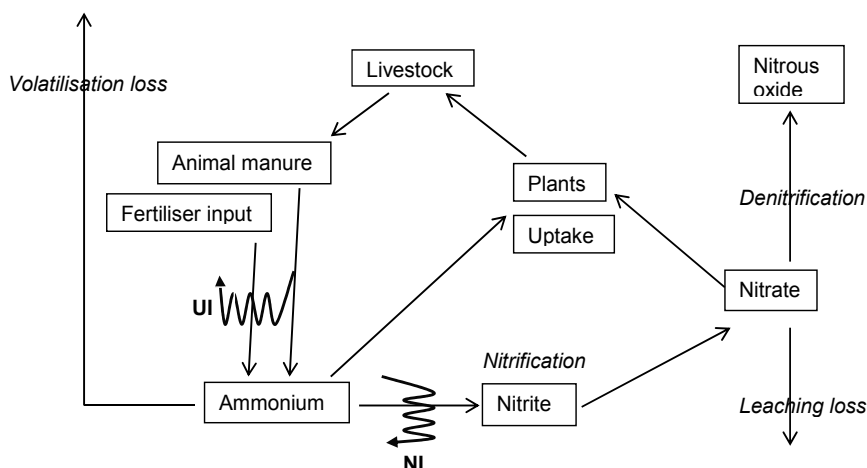 Volatilisation loss
Livestock
Nitrous
oxide
Animal manure
Plants
Denitrification
Fertiliser input
Uptake
Nitrate
UI
Nitrification
Ammonium
Nitrite
Leaching loss
NI